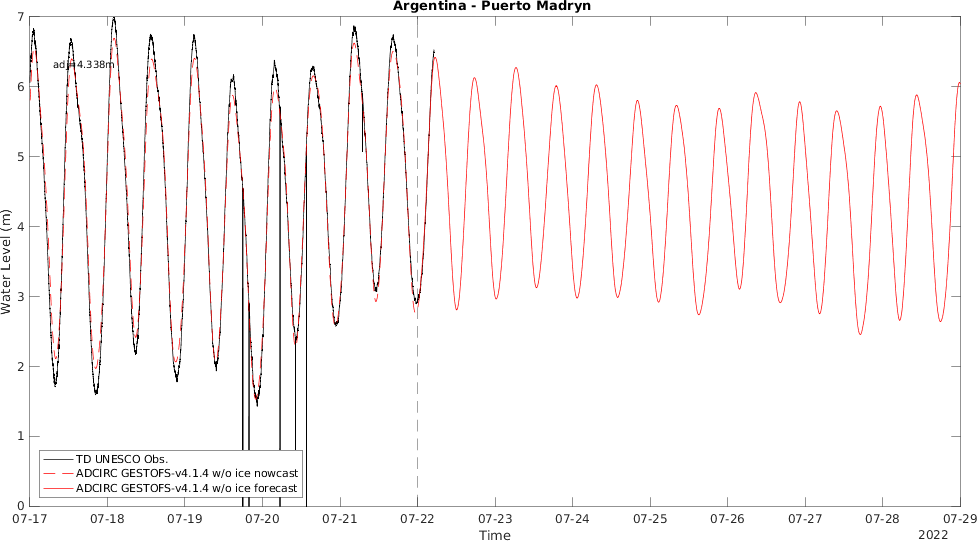 Argentina - Puerto Madryn
7
adj=4.338m
6
5
4
3
2
1
0
Water Level (m)
TD UNESCO Obs.
ADCIRC GESTOFS-v4.1.4 w/o ice nowcast
ADCIRC GESTOFS-v4.1.4 w/o ice forecast
07-17 07-18 07-19 07-20 07-21 07-22 07-23 07-24 07-25 07-26 07-27 07-28 07-29
Time
2022